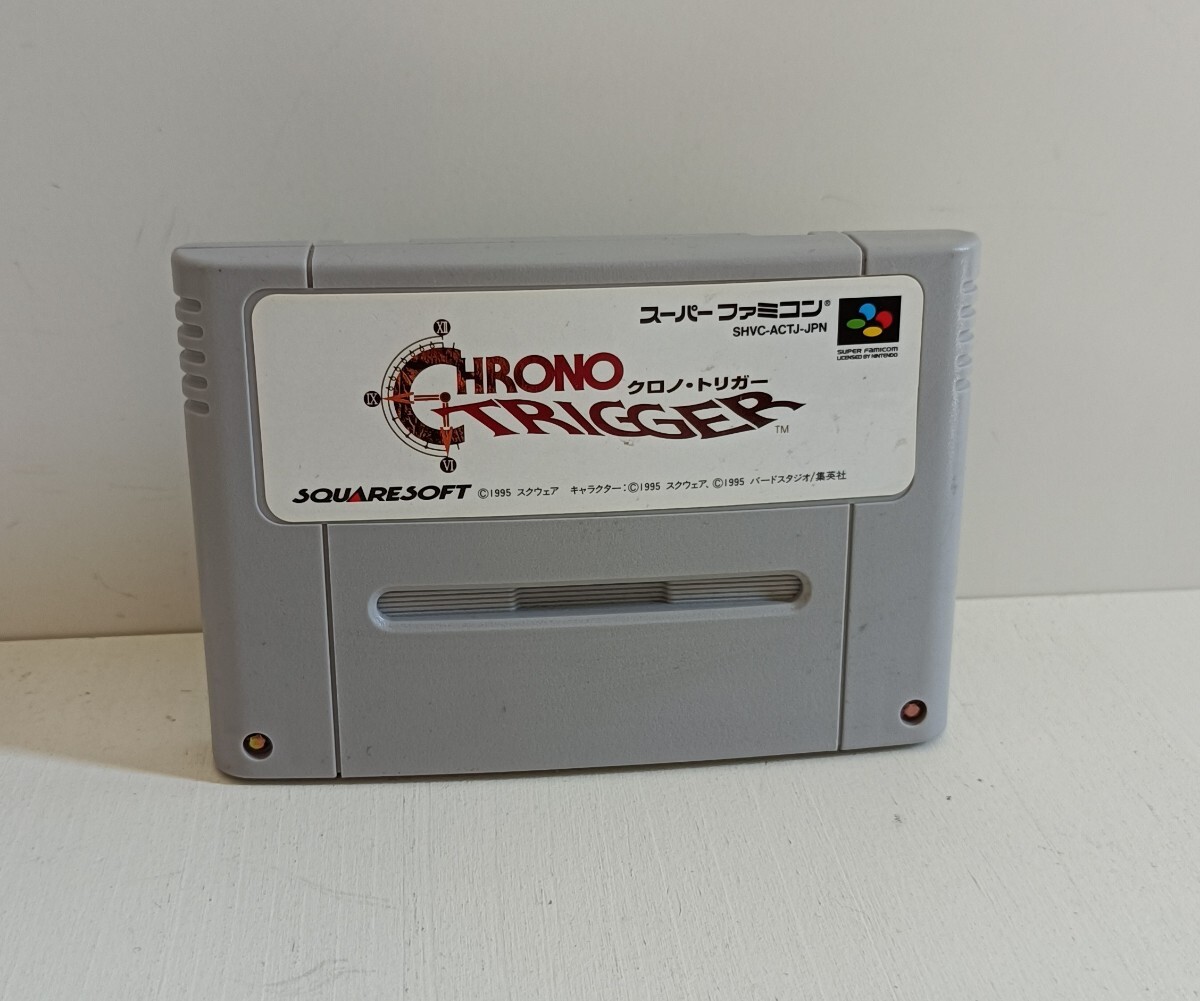 スーパーファミコン®
SHVC-ACTJ-JPN
SUPER FAMICOM
LICENSED BY NINTENDO
XII
IX
VI
CHRONO
クロノ・トリガー
TRIGGER™
SQUARESOFT ©1995 スクウェア キャラクター:©1995 スクウェア、©1995 バードスタジオ/集英社